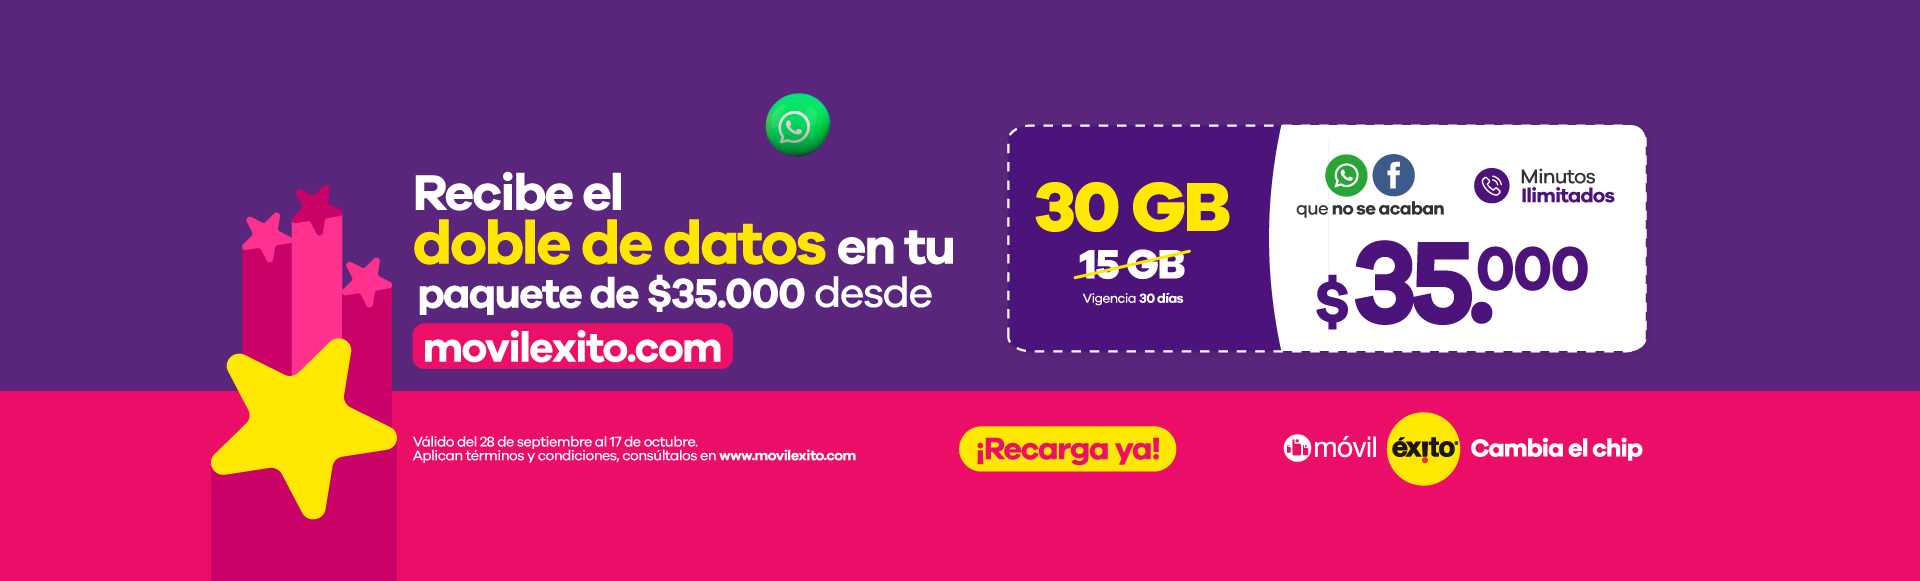 Recibe el
doble de datos en tu
paquete de $35.000 desde
movilexito.com
30 GB
15 GB
Vigencia 30 días
que no se acaban
Minutos
Ilimitados
$35.000
Válido del 28 de septiembre al 17 de octubre.
Aplican términos y condiciones, consúltalos en www.movilexito.com
¡Recarga ya!
móvil éxito Cambia el chip